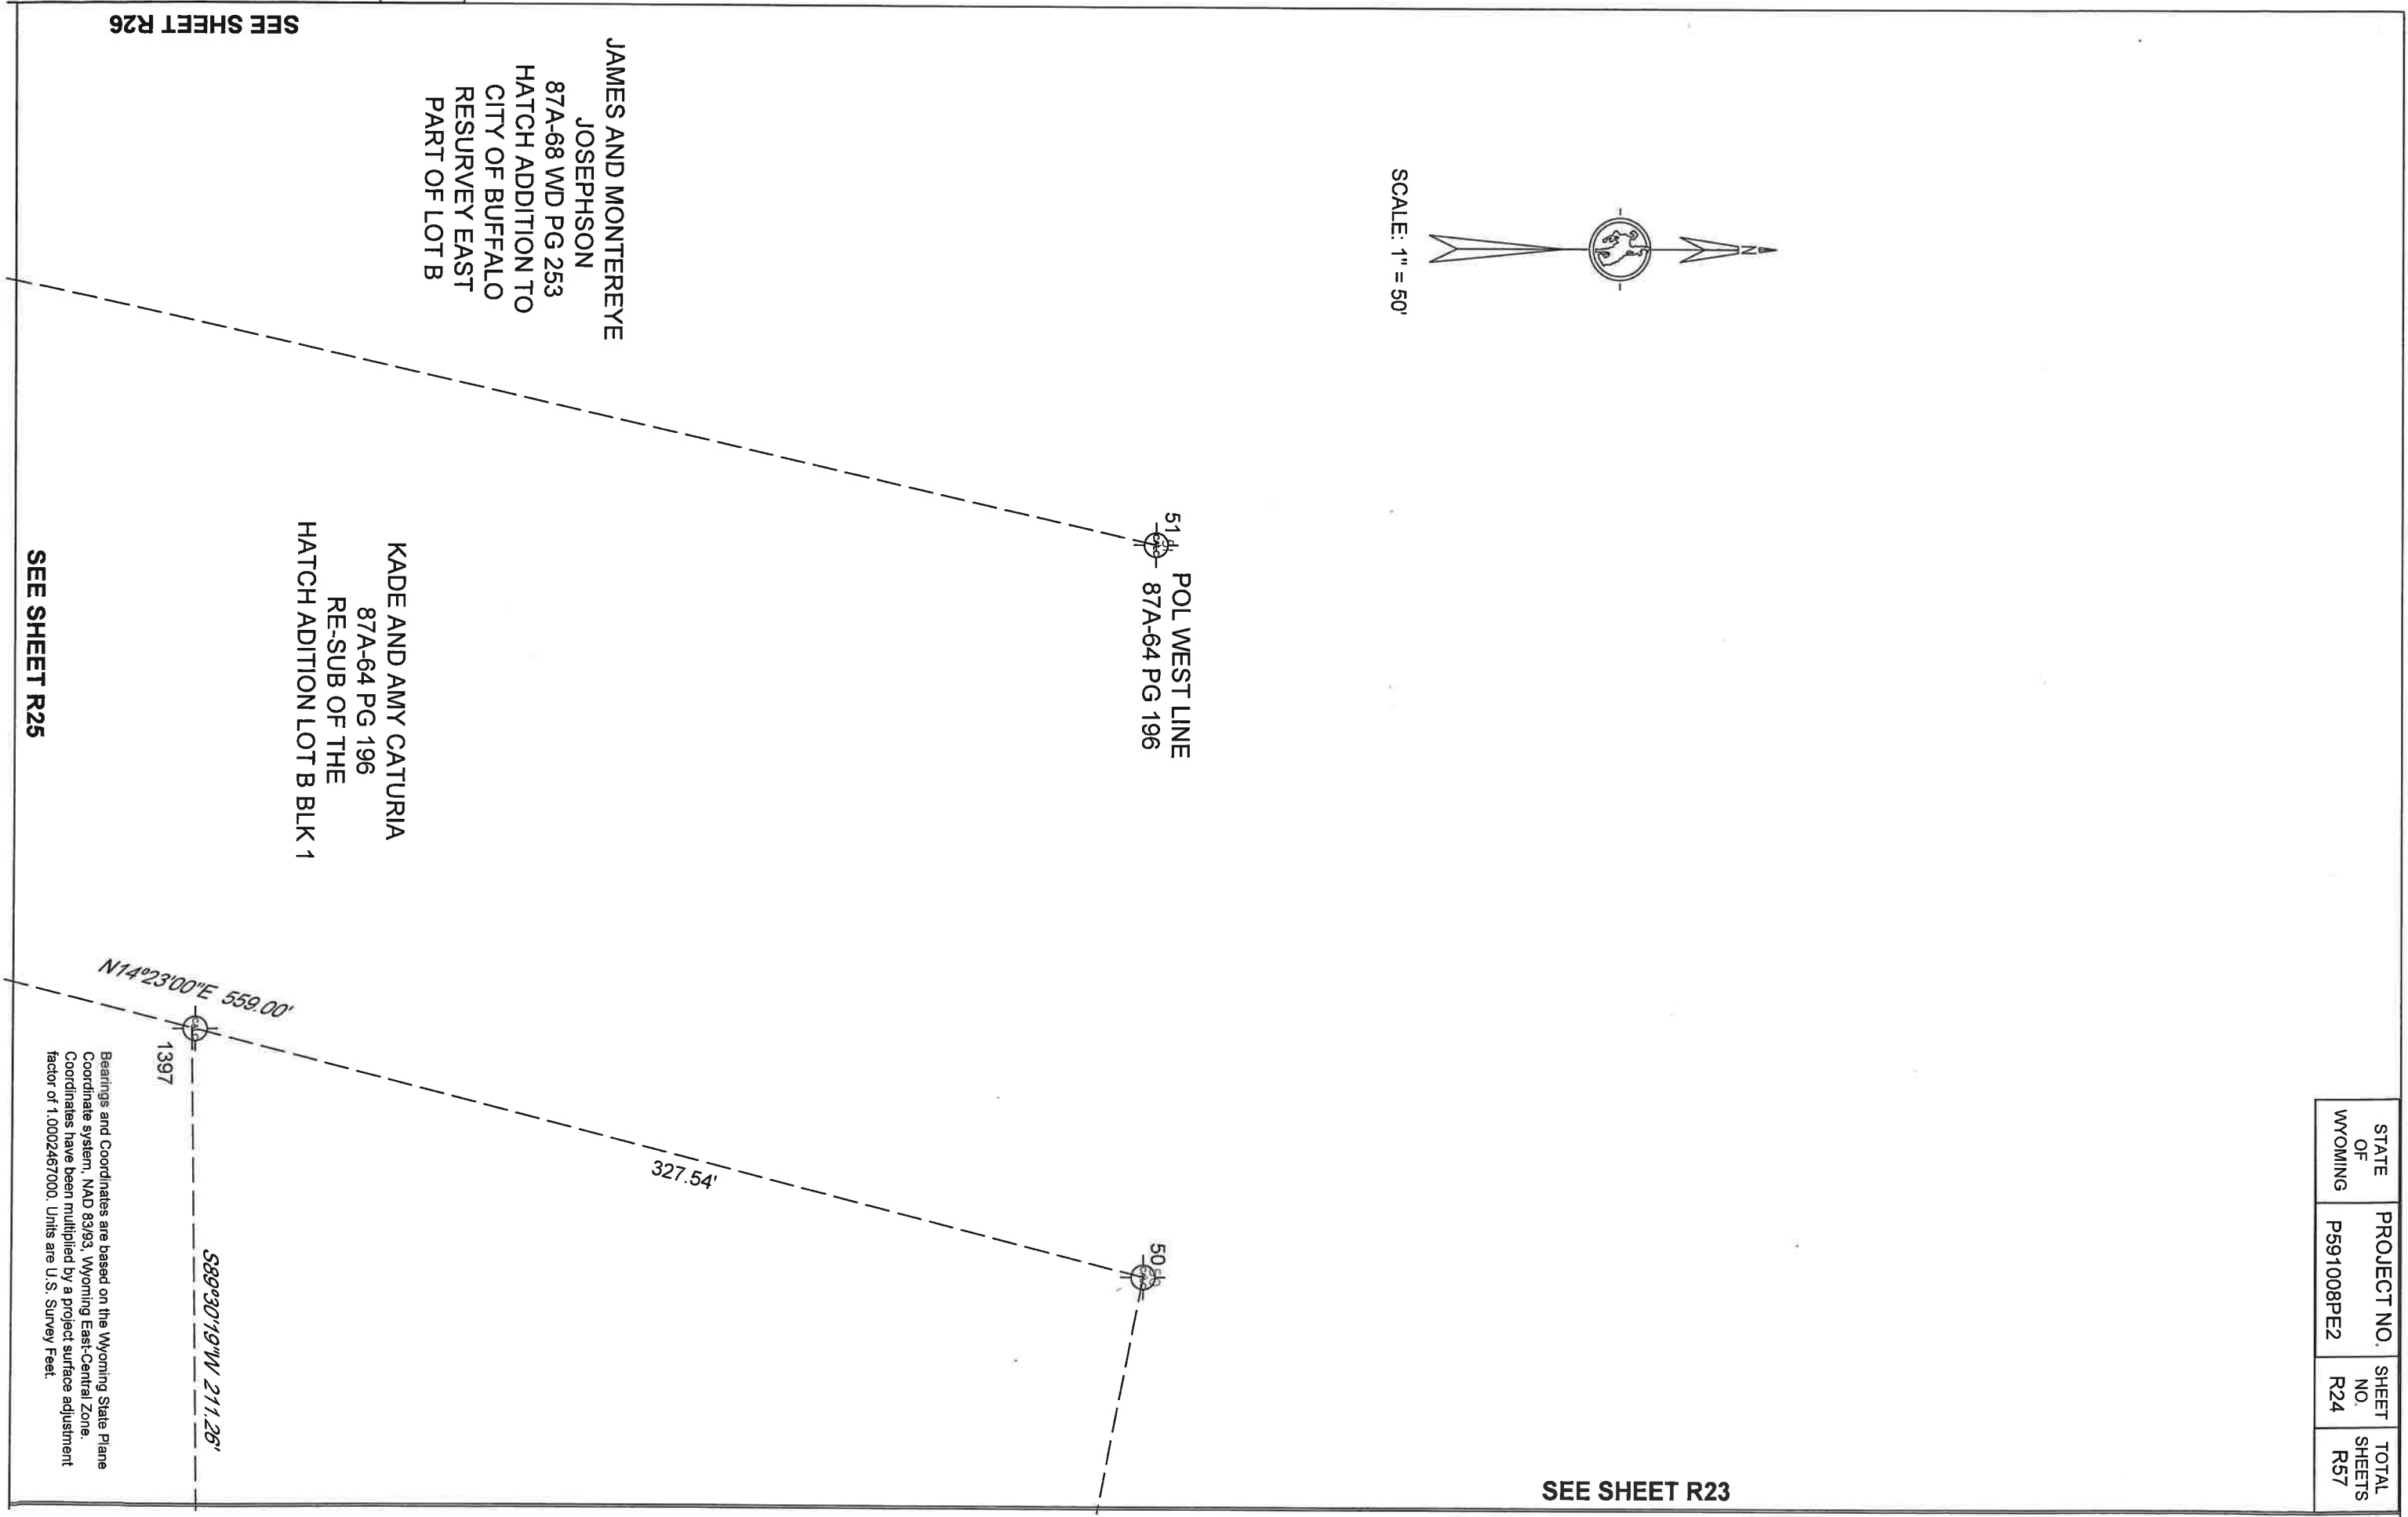 STATE
OF
WYOMING
PROJECT NO.
P591008PE2
SHEET
NO.
R24
TOTAL
SHEETS
R57
SCALE: 1" = 50'
N
51
51
CALC
POL WEST LINE
87A-64 PG 196
50
50
CALC
JAMES AND MONTEREYE
JOSEPHSON
87A-68 WD PG 253
HATCH ADDITION TO
CITY OF BUFFALO
RESURVEY EAST
PART OF LOT B
327.54'
KADE AND AMY CATURIA
87A-64 PG 196
RE-SUB OF THE
HATCH ADITION LOT B BLK 1
N14°23'00"E 559.00'
CALC
1397
S89°30'19"W 211.26'
Bearings and Coordinates are based on the Wyoming State Plane
Coordinate system, NAD 83/93, Wyoming East-Central Zone.
Coordinates have been multiplied by a project surface adjustment
factor of 1.0002467000. Units are U.S. Survey Feet.
SEE SHEET R26
SEE SHEET R25
SEE SHEET R23